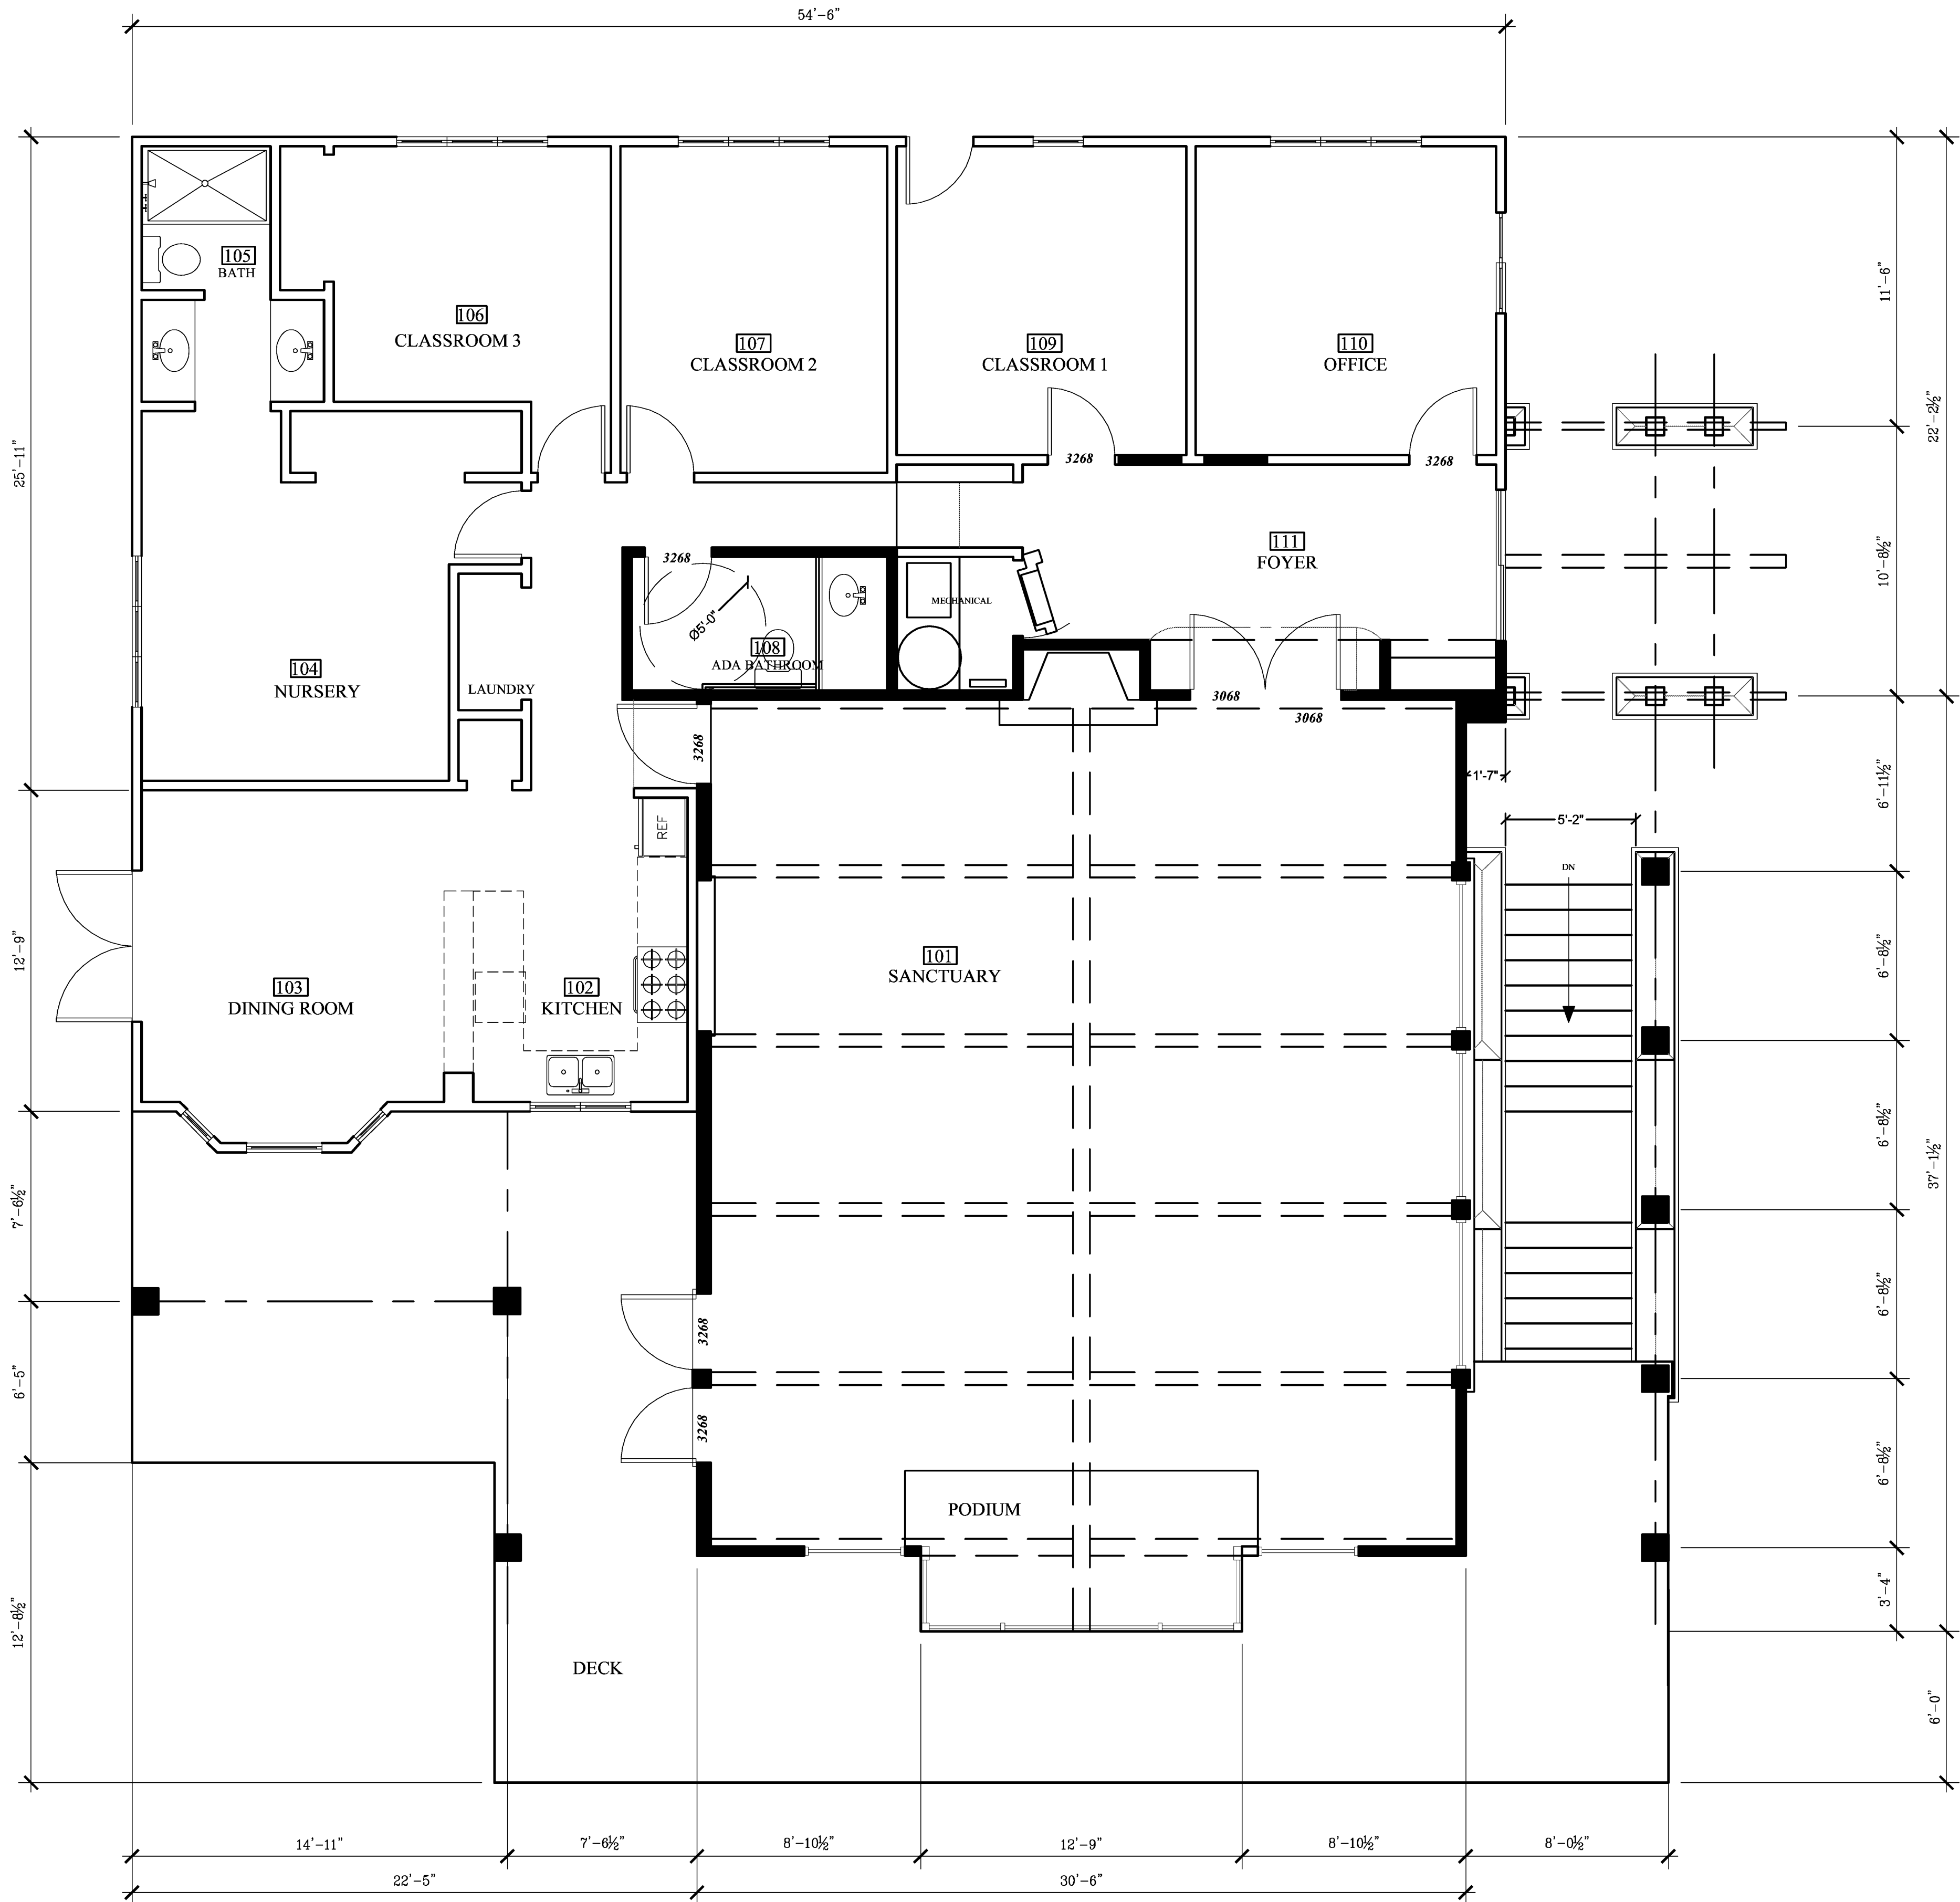 54'-6"
105
BATH
106
CLASSROOM 3
107
CLASSROOM 2
109
CLASSROOM 1
110
OFFICE
11'-6"
22'-2½"
25'-11"
3268
3268
111
FOYER
10'-8½"
3268
MECHANICAL
Ø5'-0"
108
ADA BATHROOM
104
NURSERY
LAUNDRY
3068
3068
3268
1'-7"
6'-11½"
REF
5'-2"
DN
12'-9"
103
DINING ROOM
102
KITCHEN
101
SANCTUARY
6'-8½"
6'-8½"
37'-1½"
7'-6½"
6'-8½"
3268
6'-5"
3268
6'-8½"
PODIUM
12'-8½"
3'-4"
DECK
6'-0"
14'-11"
7'-6½"
8'-10½"
12'-9"
8'-10½"
8'-0½"
22'-5"
30'-6"